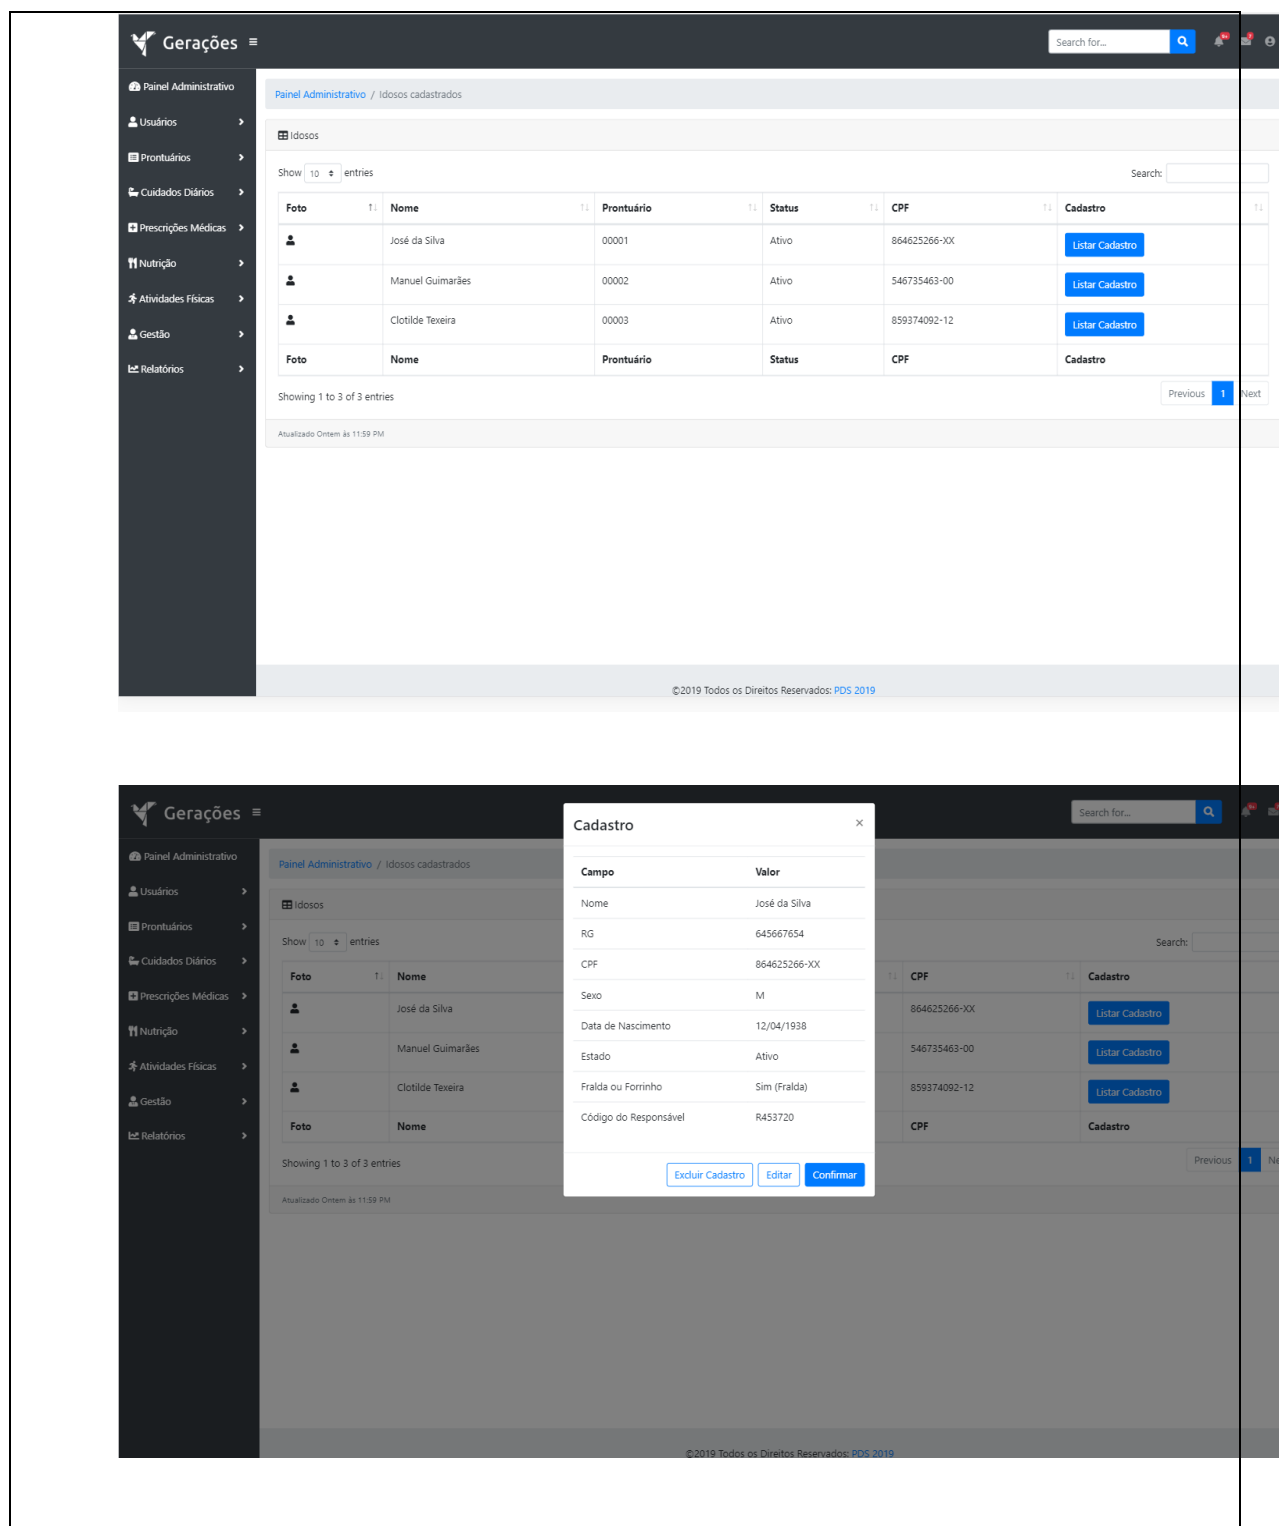 Gerações
Search for...
Painel Administrativo
Painel Administrativo / Idosos cadastrados
Usuários
Idosos
Prontuários
Show 10 entries
Search:
Cuidados Diários
Foto Nome Prontuário Status CPF Cadastro
Prescrições Médicas
José da Silva 00001 Ativo 864625266-XX Listar Cadastro
Nutrição
Manuel Guimarães 00002 Ativo 546735463-00 Listar Cadastro
Atividades Físicas
Clotilde Texeira 00003 Ativo 859374092-12 Listar Cadastro
Gestão
Foto Nome Prontuário Status CPF Cadastro
Relatórios
Showing 1 to 3 of 3 entries
Previous 1 Next
Atualizado Ontem ás 11:59 PM
©2019 Todos os Direitos Reservados: PDS 2019
Gerações
Search for...
Painel Administrativo
Painel Administrativo / Idosos cadastrados
Usuários
Idosos
Prontuários
Show 10 entries
Search:
Cuidados Diários
Foto Nome CPF Cadastro
Prescrições Médicas
José da Silva 864625266-XX Listar Cadastro
Nutrição
Manuel Guimarães 546735463-00 Listar Cadastro
Atividades Físicas
Clotilde Texeira 859374092-12 Listar Cadastro
Gestão
Foto Nome CPF Cadastro
Relatórios
Showing 1 to 3 of 3 entries
Previous 1 Ne
Atualizado Ontem ás 11:59 PM
Cadastro ×
Campo Valor
Nome José da Silva
RG 645667654
CPF 864625266-XX
Sexo M
Data de Nascimento 12/04/1938
Estado Ativo
Fralda ou Forrinho Sim (Fralda)
Código do Responsável R453720
Excluir Cadastro Editar Confirmar
©2019 Todos os Direitos Reservados: PDS 2019